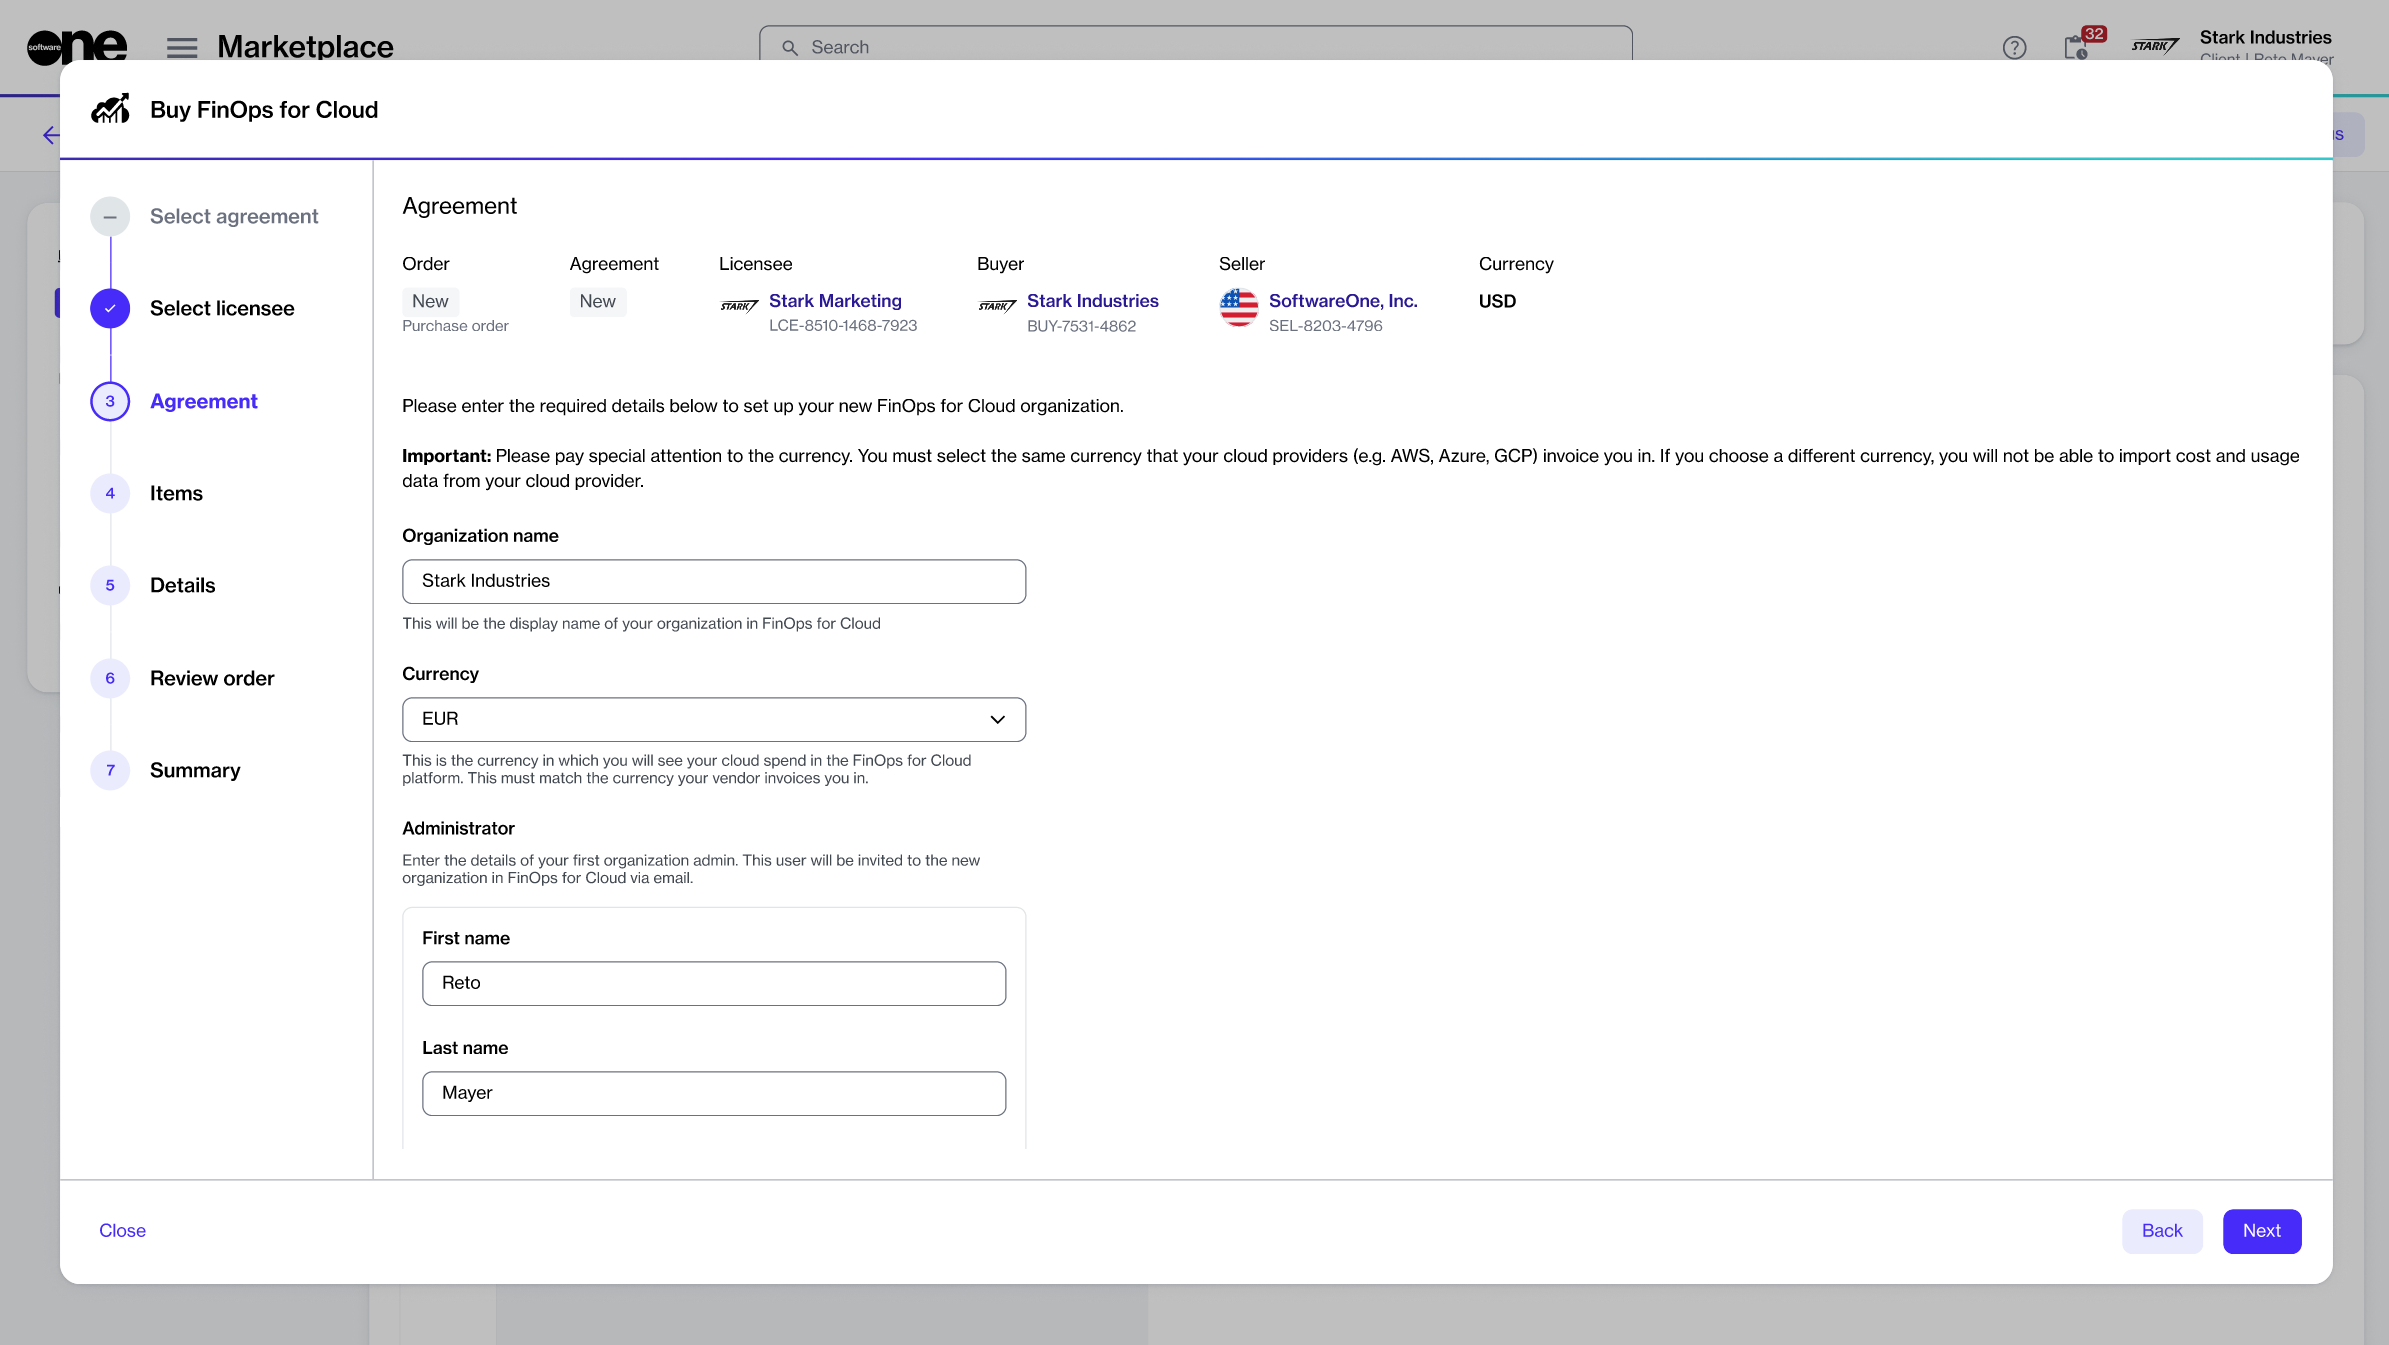 software one
Marketplace
Search
32
STARK
Stark Industries
Client | Reto Mayer
Buy FinOps for Cloud
Select agreement
Select licensee
3 Agreement
4 Items
5 Details
6 Review order
7 Summary
Agreement
Order Agreement Licensee Buyer Seller Currency
New New STARK Stark Marketing STARK Stark Industries SoftwareOne, Inc. USD
Purchase order LCE-8510-1468-7923 BUY-7531-4862 SEL-8203-4796
Please enter the required details below to set up your new FinOps for Cloud organization.
Important: Please pay special attention to the currency. You must select the same currency that your cloud providers (e.g. AWS, Azure, GCP) invoice you in. If you choose a different currency, you will not be able to import cost and usage
data from your cloud provider.
Organization name
Stark Industries
This will be the display name of your organization in FinOps for Cloud
Currency
EUR
This is the currency in which you will see your cloud spend in the FinOps for Cloud
platform. This must match the currency your vendor invoices you in.
Administrator
Enter the details of your first organization admin. This user will be invited to the new
organization in FinOps for Cloud via email.
First name
Reto
Last name
Mayer
Close
Back
Next